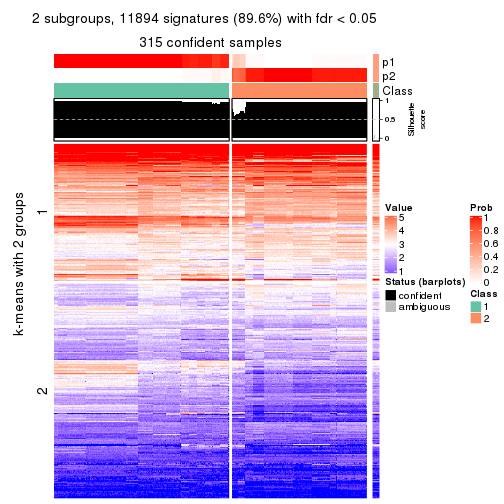 2 subgroups, 11894 signatures (89.6%) with fdr < 0.05
315 confident samples
p1
p2
Class
1
0.5
0
Silhouette
score
k-means with 2 groups
1
2
Value
5
4
3
2
1
Status (barplots)
confident
ambiguous
Prob
1
0.8
0.6
0.4
0.2
0
Class
1
2